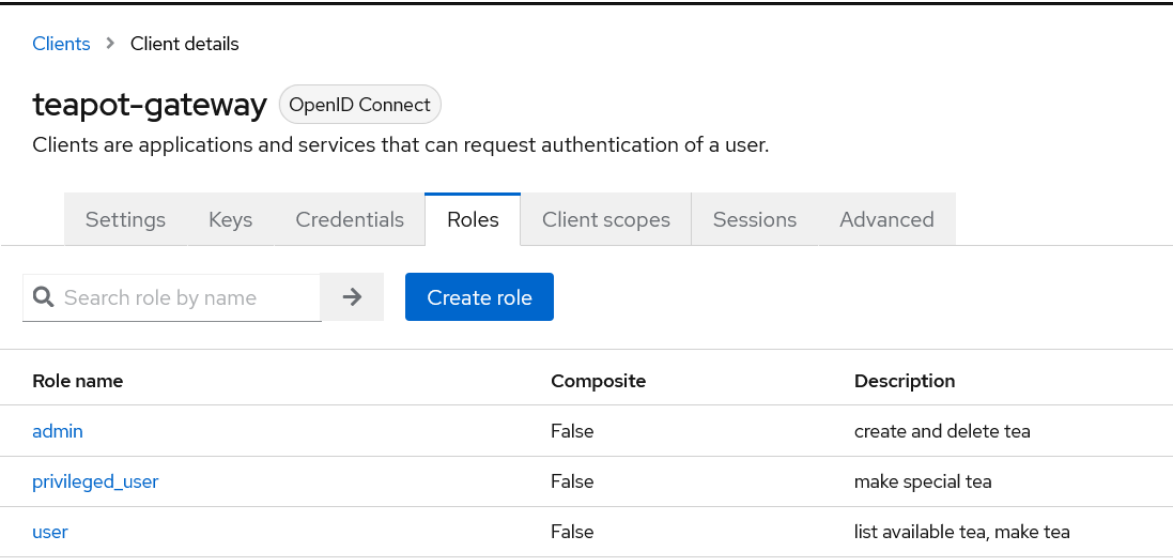 Clients > Client details
teapot-gateway OpenID Connect
Clients are applications and services that can request authentication of a user.
Settings Keys Credentials Roles Client scopes Sessions Advanced
Search role by name → Create role
Role name Composite Description
admin False create and delete tea
privileged_user False make special tea
user False list available tea, make tea